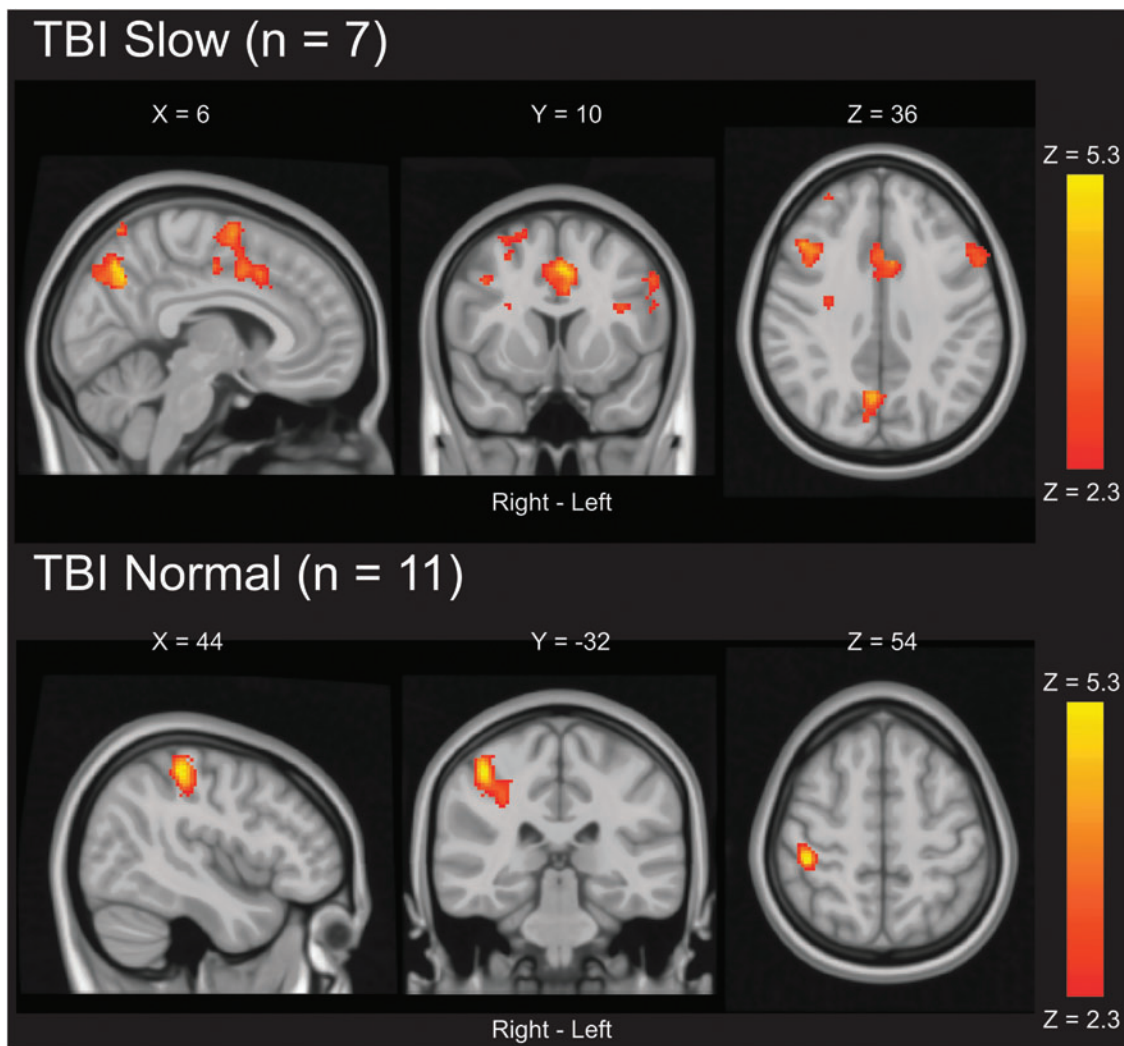 TBI Slow (n = 7)
X = 6
Y = 10
Z = 36
Z = 5.3
Z = 2.3
Right - Left
TBI Normal (n = 11)
X = 44
Y = -32
Z = 54
Z = 5.3
Z = 2.3
Right - Left